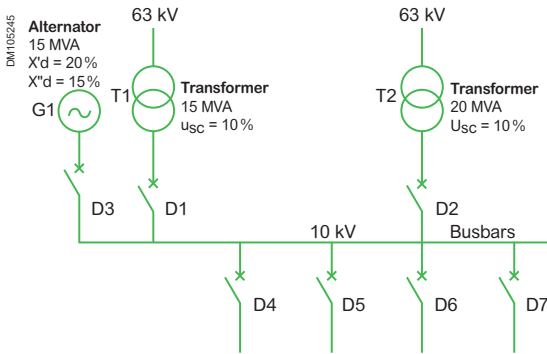 DM105245
63 kV
63 kV
Alternator
15 MVA
X'd = 20%
X"d = 15%
G1
T1
Transformer
15 MVA
uSC = 10%
T2
Transformer
20 MVA
USC = 10%
D3
D1
D2
10 kV
Busbars
D4
D5
D6
D7